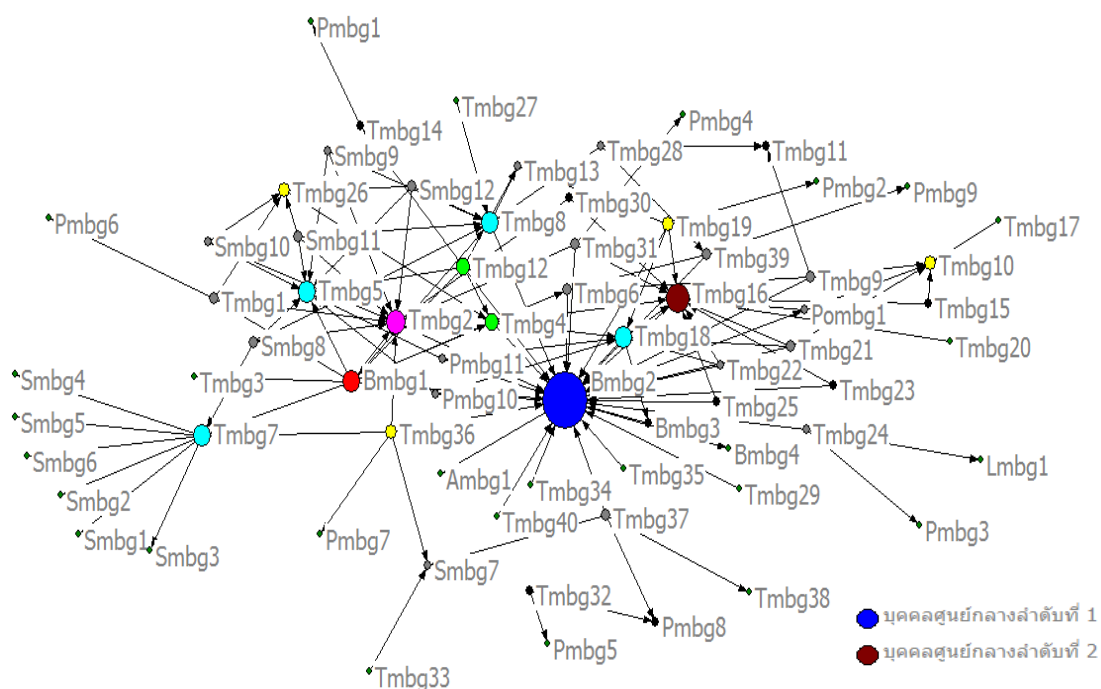 Pmbg1
Tmbg27
Tmbg14
Pmbg4
Smbg9
Tmbg13
Tmbg28
Tmbg11
Tmbg26
Smbg12
Tmbg30
Pmbg2
Pmbg9
Pmbg6
Tmbg8
Tmbg19
Tmbg17
Smbg10
Smbg11
Tmbg31
Tmbg39
Tmbg12
Tmbg10
Tmbg9
Tmbg1
Tmbg5
Tmbg6
Tmbg16
Tmbg15
Pombg1
Tmbg2
Tmbg4
Tmbg18
Smbg8
Tmbg20
Tmbg21
Pmbg11
Tmbg22
Smbg4
Tmbg3
Bmbg1
Bmbg2
Tmbg23
Pmbg10
Tmbg25
Smbg5
Tmbg7
Tmbg36
Bmbg3
Tmbg24
Smbg6
Bmbg4
Lmbg1
Ambg1
Tmbg35
Smbg2
Tmbg34
Tmbg29
Tmbg40
Tmbg37
Pmbg3
Smbg1
Smbg3
Pmbg7
Smbg7
Tmbg32
Tmbg38
บุคคลศูนย์กลางลำดับที่ 1
Pmbg8
Pmbg5
บุคคลศูนย์กลางลำดับที่ 2
Tmbg33